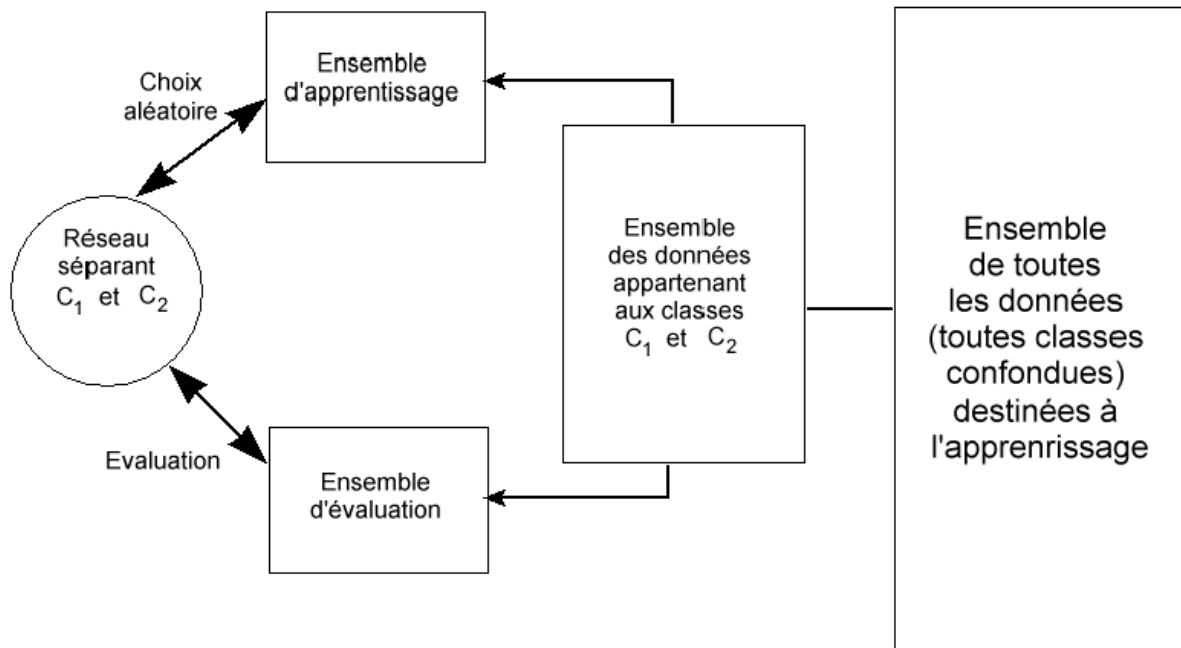 Choix
aléatoire
Ensemble
d'apprentissage
Réseau
séparant
C1 et C2
Evaluation
Ensemble
d'évaluation
Ensemble
des données
appartenant
aux classes
C1 et C2
Ensemble
de toutes
les données
(toutes classes
confondues)
destinées à
l'apprenrissage